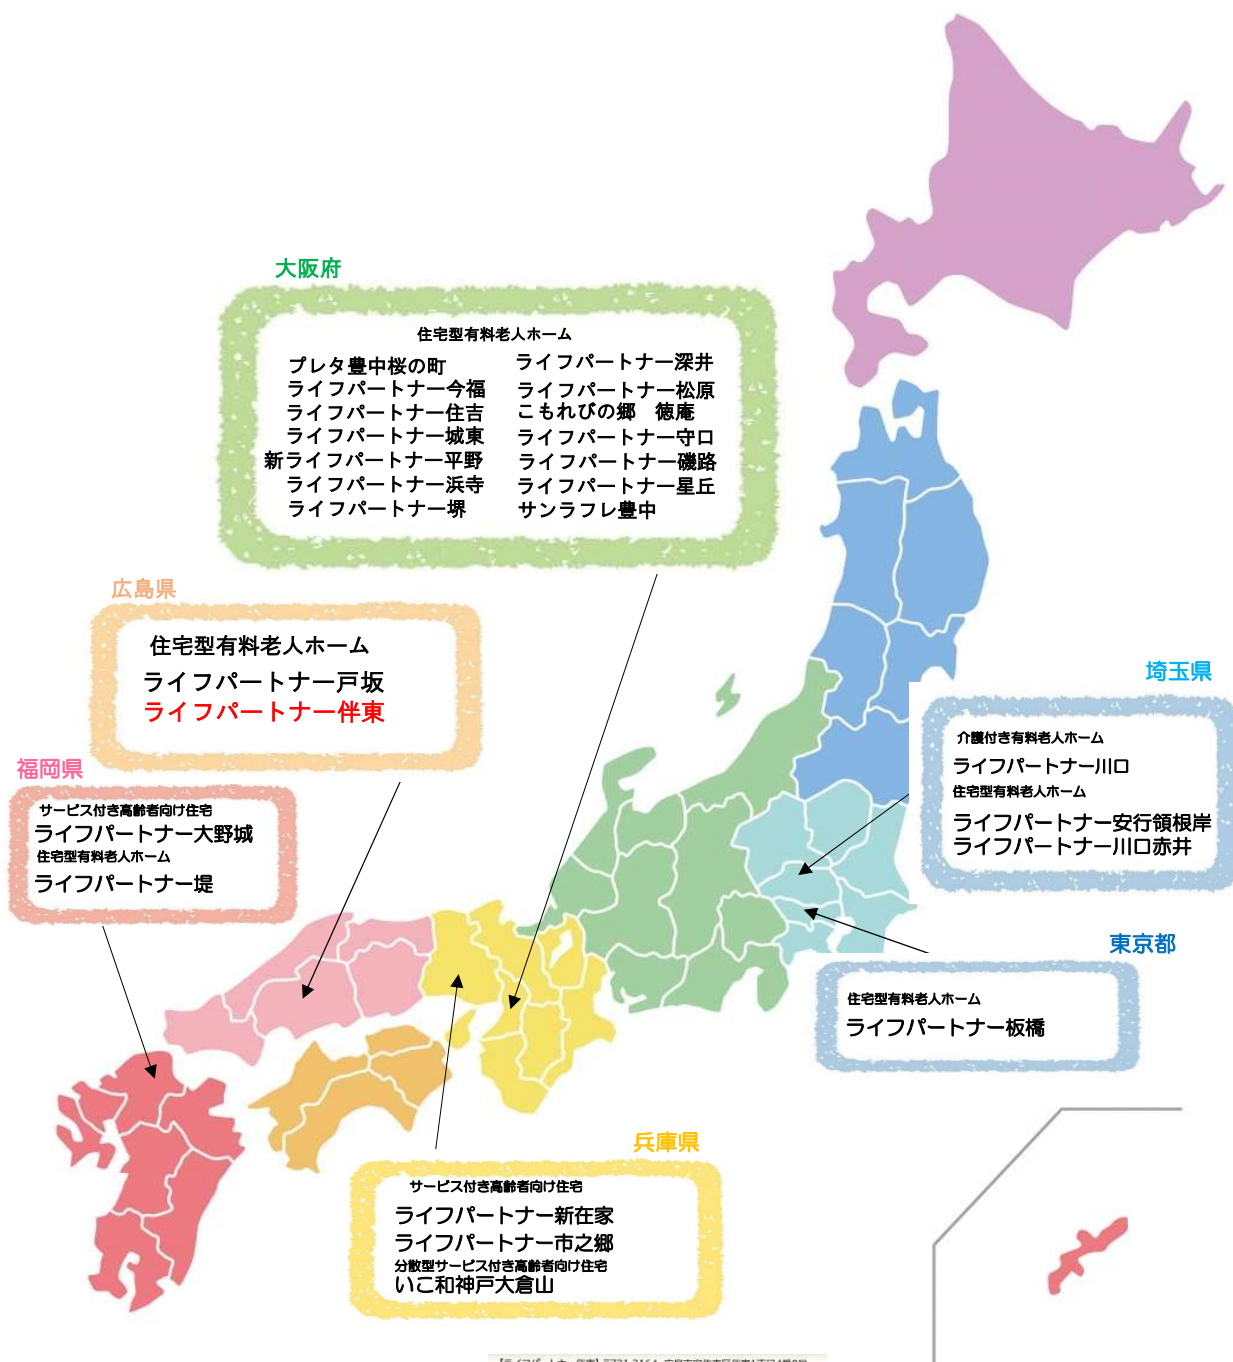 大阪府
住宅型有料老人ホーム
プレタ豊中桜の町
ライフパートナー今福
ライフパートナー住吉
ライフパートナー城東
新ライフパートナー平野
ライフパートナー浜寺
ライフパートナー堺
ライフパートナー深井
ライフパートナー松原
こもれびの郷　徳庵
ライフパートナー守口
ライフパートナー磯路
ライフパートナー星丘
サンラフレ豊中
広島県
住宅型有料老人ホーム
ライフパートナー戸坂
ライフパートナー伴東
福岡県
サービス付き高齢者向け住宅
ライフパートナー大野城
住宅型有料老人ホーム
ライフパートナー堤
埼玉県
介護付き有料老人ホーム
ライフパートナー川口
住宅型有料老人ホーム
ライフパートナー安行領根岸
ライフパートナー川口赤井
東京都
住宅型有料老人ホーム
ライフパートナー板橋
兵庫県
サービス付き高齢者向け住宅
ライフパートナー新在家
ライフパートナー市之郷
分散型サービス付き高齢者向け住宅
いこ和神戸大倉山